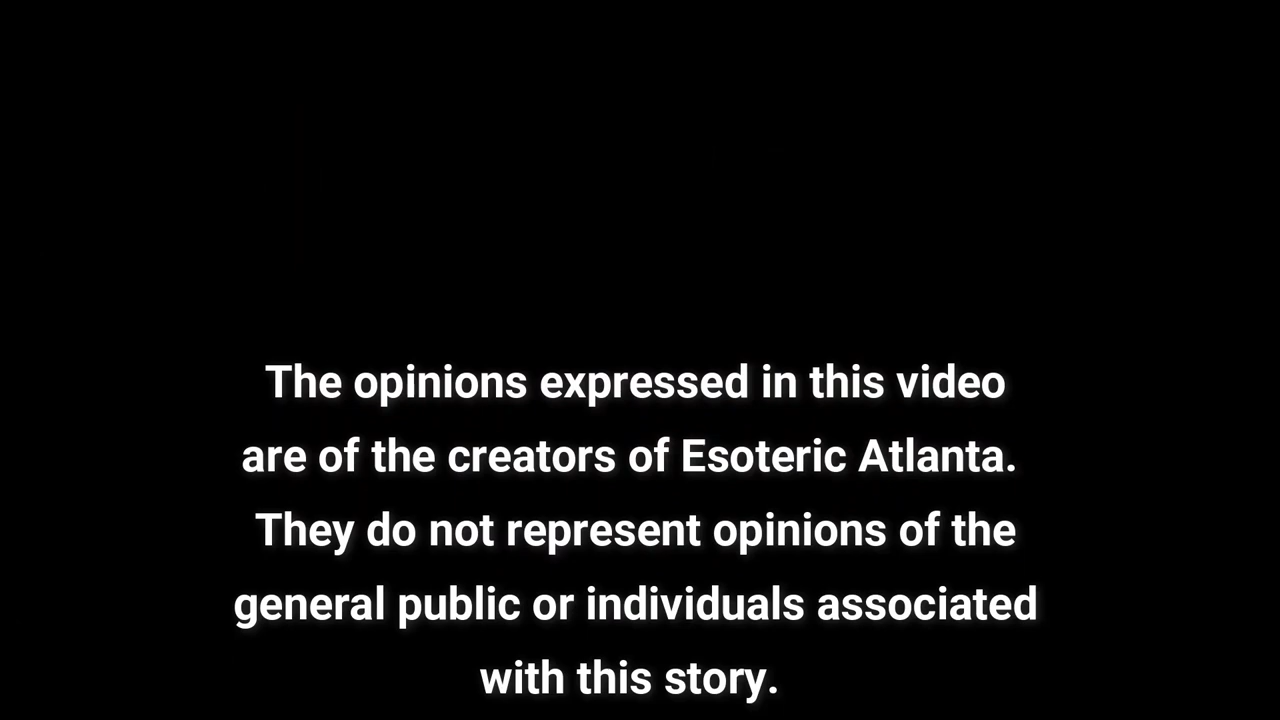 The opinions expressed in this video
are of the creators of Esoteric Atlanta.
They do not represent opinions of the
general public or individuals associated
with this story.